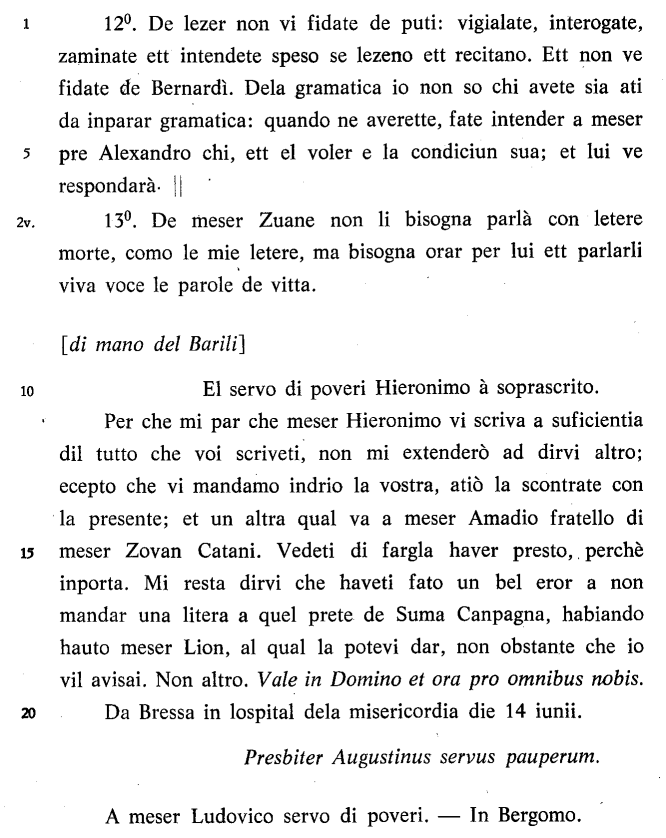 1 12⁰. De lezer non vi fidate de puti: vigialate, interogate,
zaminate ett intendete speso se lezeno ett recitano. Ett non ve
fidate de Bernardì. Dela gramatica io non so chi avete sia ati
da inparar gramatica: quando ne averette, fate intender a meser
5 pre Alexandro chi, ett el voler e la condiciun sua; et lui ve
respondarà. ||
2v. 13⁰. De meser Zuane non li bisogna parlà con letere
morte, como le mie letere, ma bisogna orar per lui ett parlarli
viva voce le parole de vitta.
[di mano del Barili]
10 El servo di poveri Hieronimo à soprascrito.
Per che mi par che meser Hieronimo vi scriva a suficientia
dil tutto che voi scriveti, non mi extenderò ad dirvi altro;
ecepto che vi mandamo indrio la vostra, atiò la scontrate con
la presente; et un altra qual va a meser Amadio fratello di
15 meser Zovan Catani. Vedeti di fargla haver presto, perchè
inporta. Mi resta dirvi che haveti fato un bel eror a non
mandar una litera a quel prete de Suma Canpagna, habiando
hauto meser Lion, al qual la potevi dar, non obstante che io
vil avisai. Non altro. Vale in Domino et ora pro omnibus nobis.
20 Da Bressa in lospital dela misericordia die 14 iunii.
Presbiter Augustinus servus pauperum.
A meser Ludovico servo di poveri. — In Bergomo.